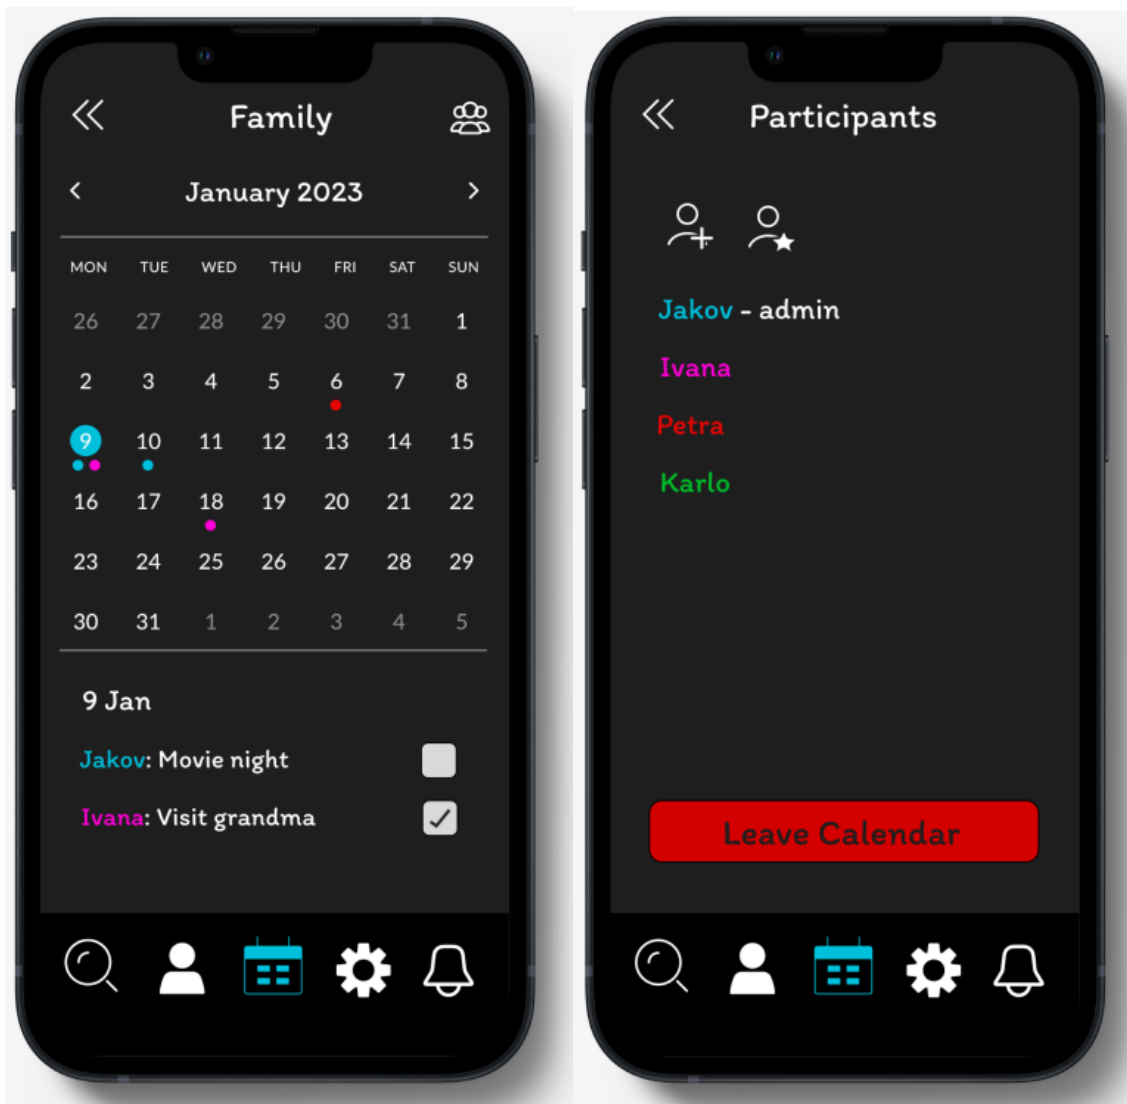 Family
January 2023
MON TUE WED THU FRI SAT SUN
26 27 28 29 30 31 1
2 3 4 5 6 7 8
9 10 11 12 13 14 15
16 17 18 19 20 21 22
23 24 25 26 27 28 29
30 31 1 2 3 4 5
9 Jan
Jakov: Movie night
Ivana: Visit grandma
Participants
Jakov - admin
Ivana
Petra
Karlo
Leave Calendar